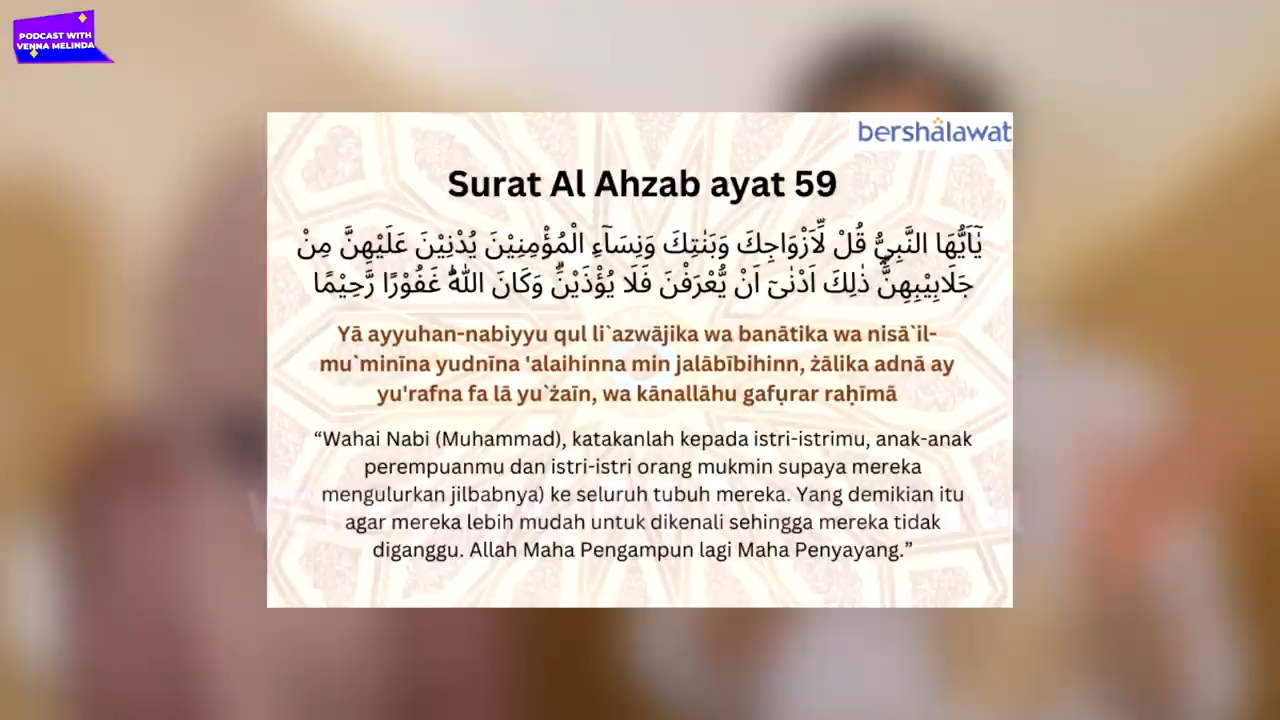 PODCAST WITH
VENNA MELINDA
bershalawat
Surat Al Ahzab ayat 59
يٰٓاَيُّهَا النَّبِيُّ قُلْ لِّاَزْوَاجِكَ وَبَنٰتِكَ وَنِسَاۤءِ الْمُؤْمِنِيْنَ يُدْنِيْنَ عَلَيْهِنَّ مِنْ
جَلَابِيْبِهِنَّۗ ذٰلِكَ اَدْنٰىٓ اَنْ يُّعْرَفْنَ فَلَا يُؤْذَيْنَۗ وَكَانَ اللّٰهُ غَفُوْرًا رَّحِيْمًا
Yā ayyuhan-nabiyyu qul li`azwājika wa banātika wa nisā`il-
mu`minīna yudnīna 'alaihinna min jalābībihinn, żālika adnā ay
yu'rafna fa lā yu`żaīn, wa kānallāhu gafụrar raḥīmā
“Wahai Nabi (Muhammad), katakanlah kepada istri-istrimu, anak-anak
perempuanmu dan istri-istri orang mukmin supaya mereka
mengulurkan jilbabnya) ke seluruh tubuh mereka. Yang demikian itu
agar mereka lebih mudah untuk dikenali sehingga mereka tidak
diganggu. Allah Maha Pengampun lagi Maha Penyayang.”